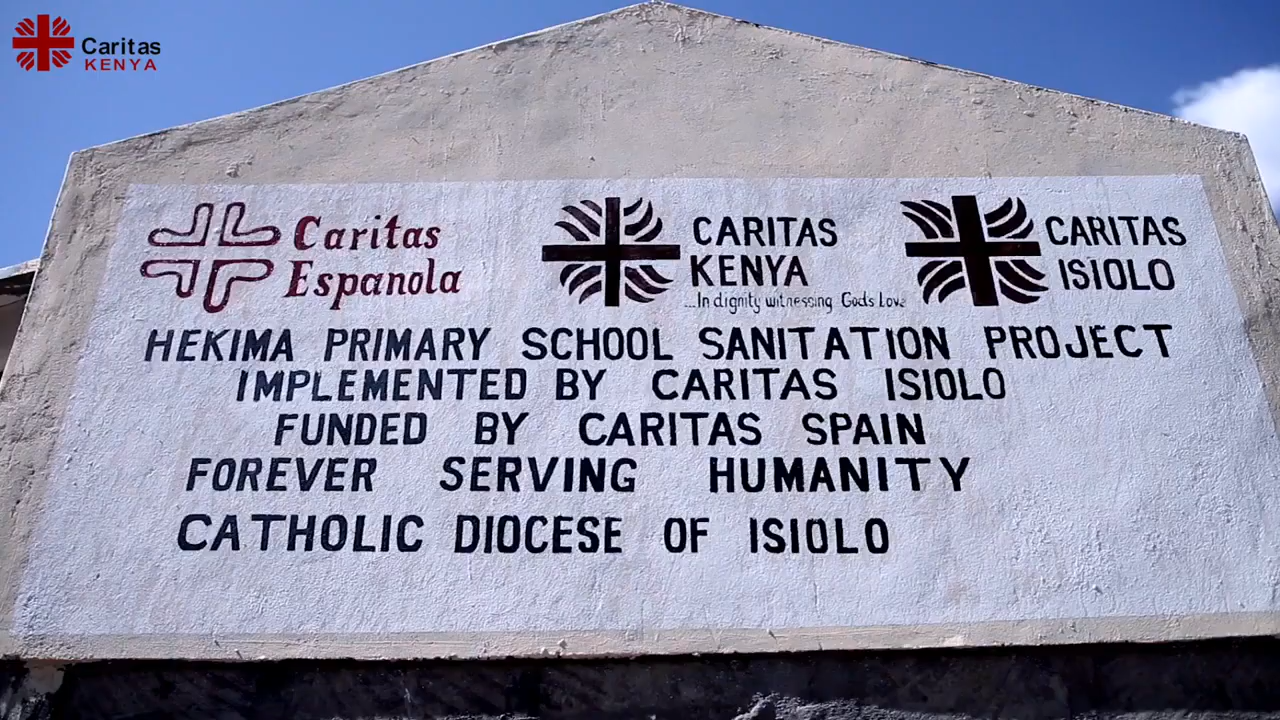 Caritas
KENYA
Caritas
Espanola
CARITAS
KENYA
...In dignity witnessing Gods Love
CARITAS
ISIOLO
HEKIMA PRIMARY SCHOOL SANITATION PROJECT
IMPLEMENTED BY CARITAS ISIOLO
FUNDED BY CARITAS SPAIN
FOREVER SERVING HUMANITY
CATHOLIC DIOCESE OF ISIOLO